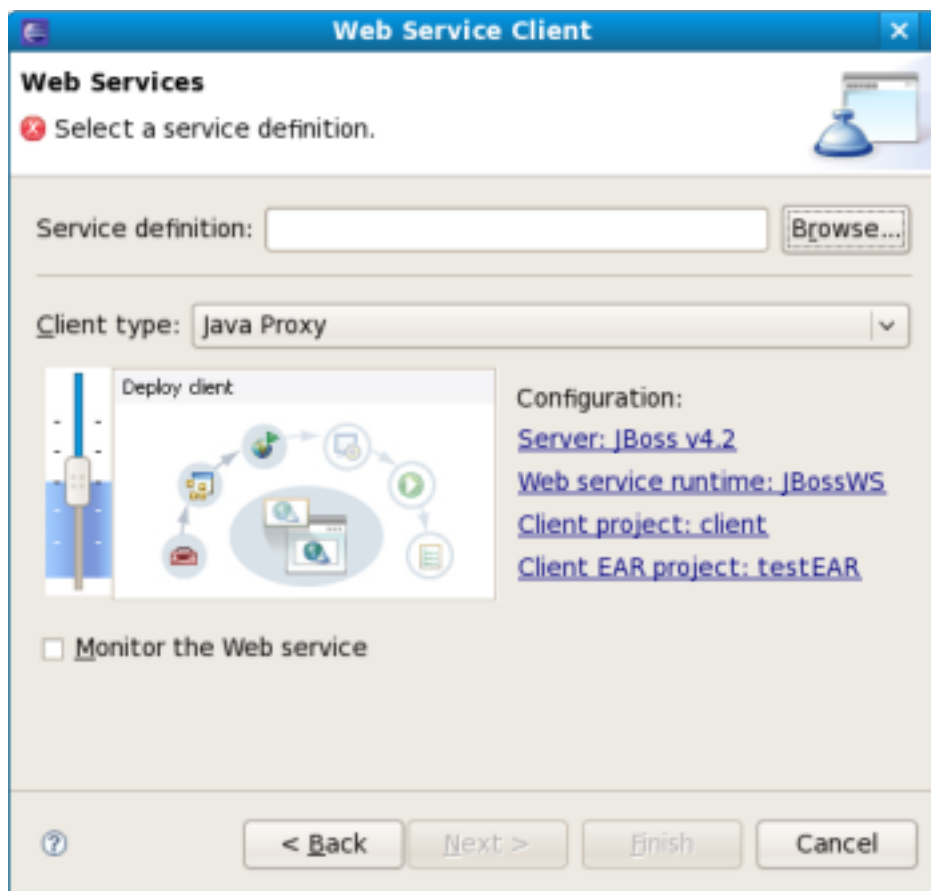 Web Service Client
Web Services
Select a service definition.
Service definition:
Browse...
Client type: Java Proxy
Deploy client
Configuration:
Server: JBoss v4.2
Web service runtime: JBossWS
Client project: client
Client EAR project: testEAR
Monitor the Web service
< Back Next > Finish Cancel